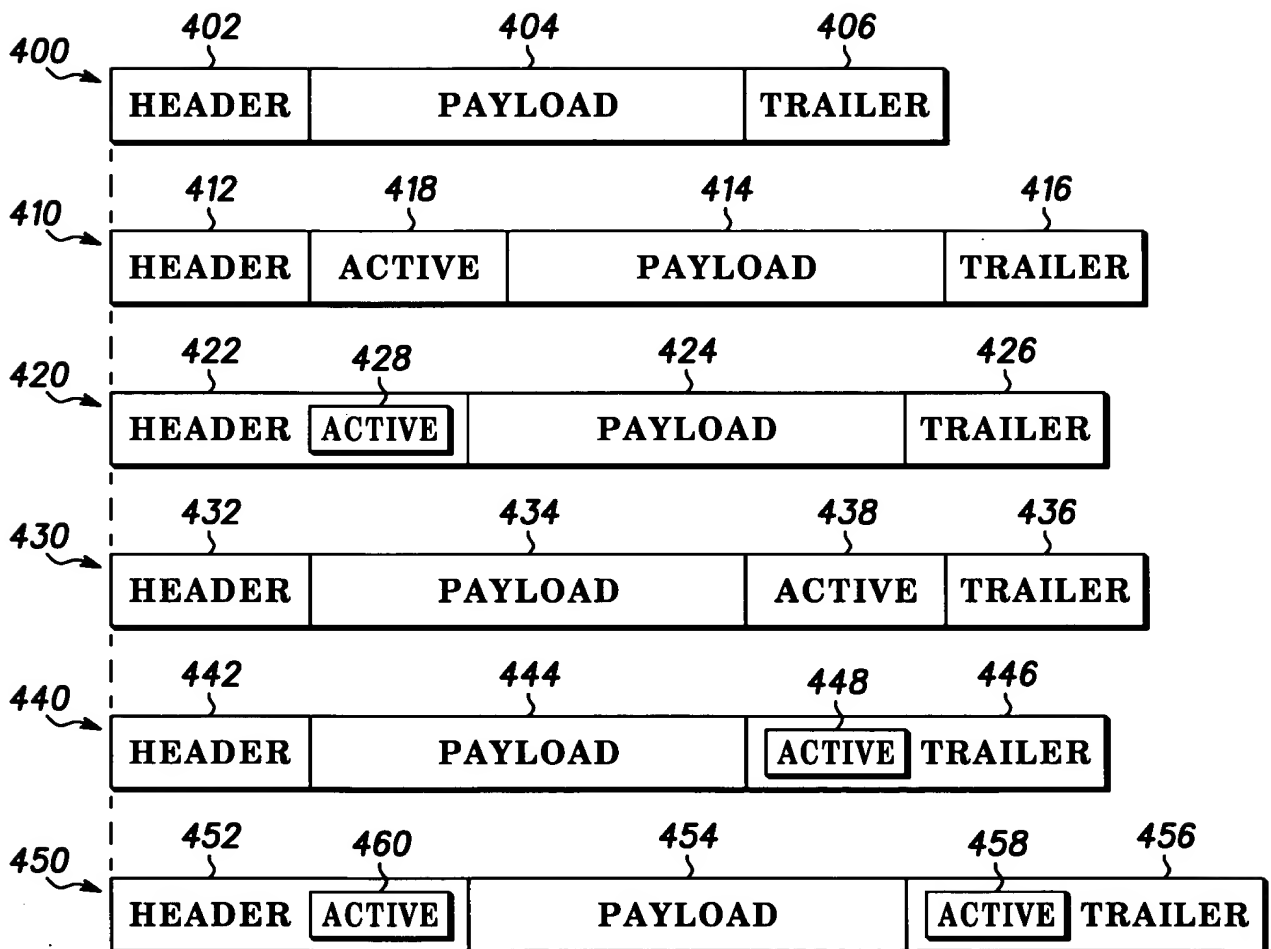 402 404 406
400
HEADER PAYLOAD TRAILER
412 418 414 416
410
HEADER ACTIVE PAYLOAD TRAILER
422 428 424 426
420
HEADER ACTIVE PAYLOAD TRAILER
432 434 438 436
430
HEADER PAYLOAD ACTIVE TRAILER
442 444 448 446
440
HEADER PAYLOAD ACTIVE TRAILER
452 460 454 458 456
450
HEADER ACTIVE PAYLOAD ACTIVE TRAILER